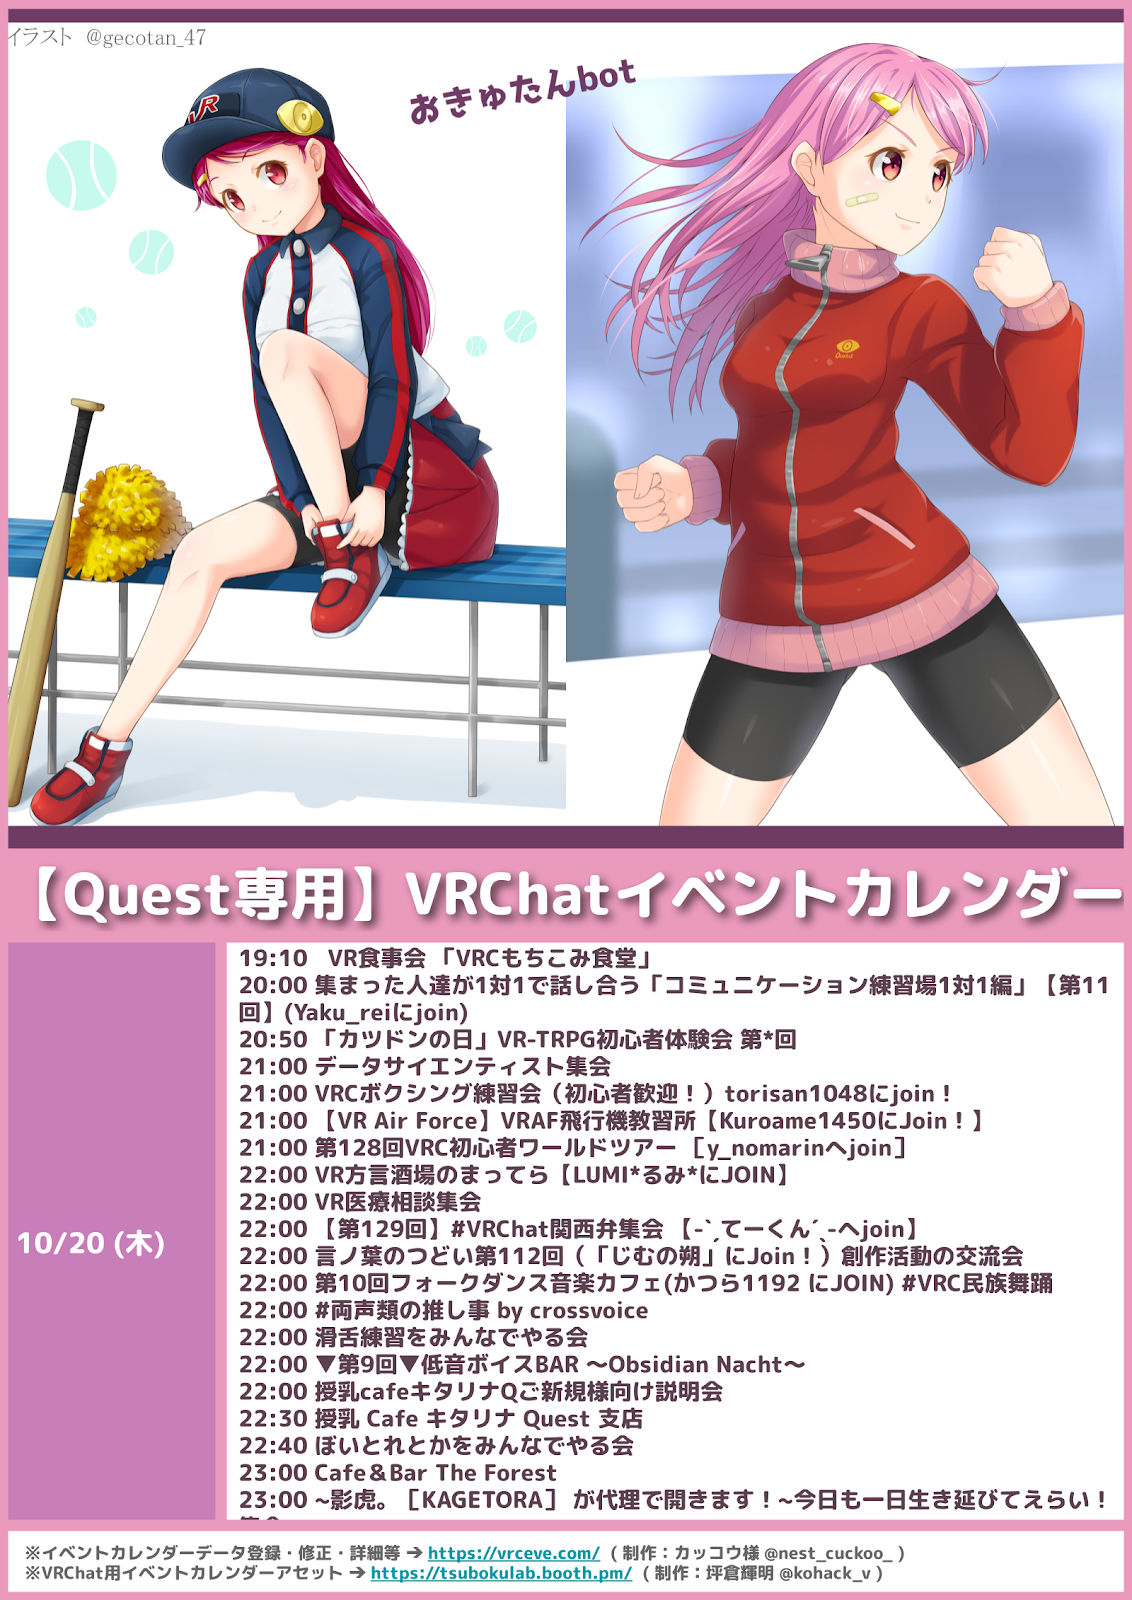 イラスト @gecotan_47
おきゅたんbot
VR
Quest
【Quest専用】VRChatイベントカレンダー
10/20 (木)
19:10 VR食事会 「VRCもちこみ食堂」
20:00 集まった人達が1対1で話し合う「コミュニケーション練習場1対1編」【第11
回】(Yaku_reiにjoin)
20:50 「カツドンの日」VR-TRPG初心者体験会 第*回
21:00 データサイエンティスト集会
21:00 VRCボクシング練習会（初心者歓迎！）torisan1048にjoin！
21:00 【VR Air Force】VRAF飛行機教習所【Kuroame1450にJoin！】
21:00 第128回VRC初心者ワールドツアー ［y_nomarinへjoin］
22:00 VR方言酒場のまってら【LUMI*るみ*にJOIN】
22:00 VR医療相談集会
22:00 【第129回】#VRChat関西弁集会 【-ˋˏてーくんˊˎ-へjoin】
22:00 言ノ葉のつどい第112回（「じむの朔」にJoin！）創作活動の交流会
22:00 第10回フォークダンス音楽カフェ(かつら1192 にJOIN) #VRC民族舞踊
22:00 #両声類の推し事 by crossvoice
22:00 滑舌練習をみんなでやる会
22:00 ▼第9回▼低音ボイスBAR ～Obsidian Nacht～
22:00 授乳cafeキタリナQご新規様向け説明会
22:30 授乳 Cafe キタリナ Quest 支店
22:40 ぼいとれとかをみんなでやる会
23:00 Cafe＆Bar The Forest
23:00 ~影虎。［KAGETORA］ が代理で開きます！~今日も一日生き延びてえらい！
※イベントカレンダーデータ登録・修正・詳細等 ➔ https://vrceve.com/ ( 制作：カッコウ様 @nest_cuckoo_ )
※VRChat用イベントカレンダーアセット ➔ https://tsubokulab.booth.pm/ ( 制作：坪倉輝明 @kohack_v )